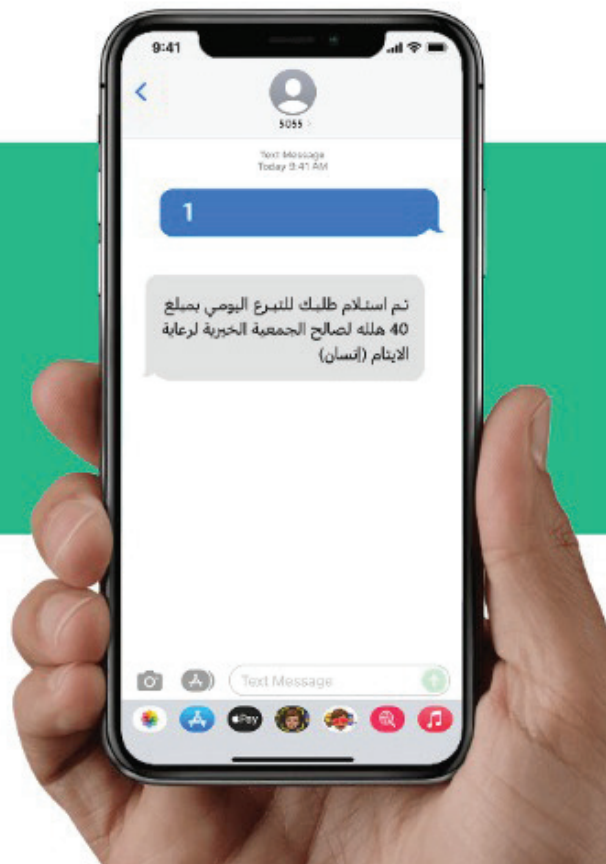 9:41
5055
Text Message
Today 9:41 AM
1
تم استلام طلبك للتبرع اليومي بمبلغ
40 هلله لصالح الجمعية الخيرية لرعاية
الايتام (إنسان)
Text Message
Pay